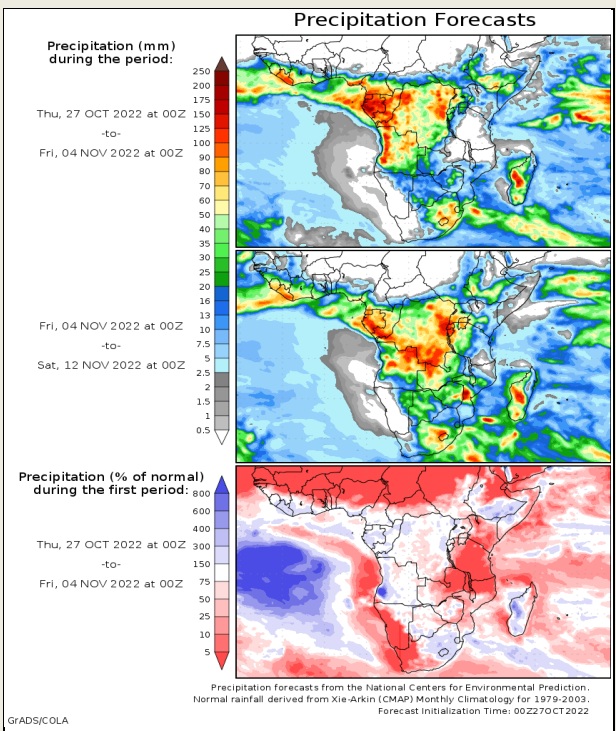 Precipitation Forecasts
Precipitation (mm)
during the period:
Thu, 27 OCT 2022 at 00Z
-to-
Fri, 04 NOV 2022 at 00Z
250
200
175
150
125
100
90
80
70
60
50
40
35
30
25
20
16
13
10
7.5
5
2.5
2
1.5
1
0.5
Fri, 04 NOV 2022 at 00Z
-to-
Sat, 12 NOV 2022 at 00Z
Precipitation (% of normal)
during the first period:
Thu, 27 OCT 2022 at 00Z
-to-
Fri, 04 NOV 2022 at 00Z
800
600
400
300
150
75
50
25
10
5
Precipitation forecasts from the National Centers for Environmental Prediction.
Normal rainfall derived from Xie-Arkin (CMAP) Monthly Climatology for 1979-2003.
Forecast Initialization Time: 00Z27OCT2022
GrADS/COLA